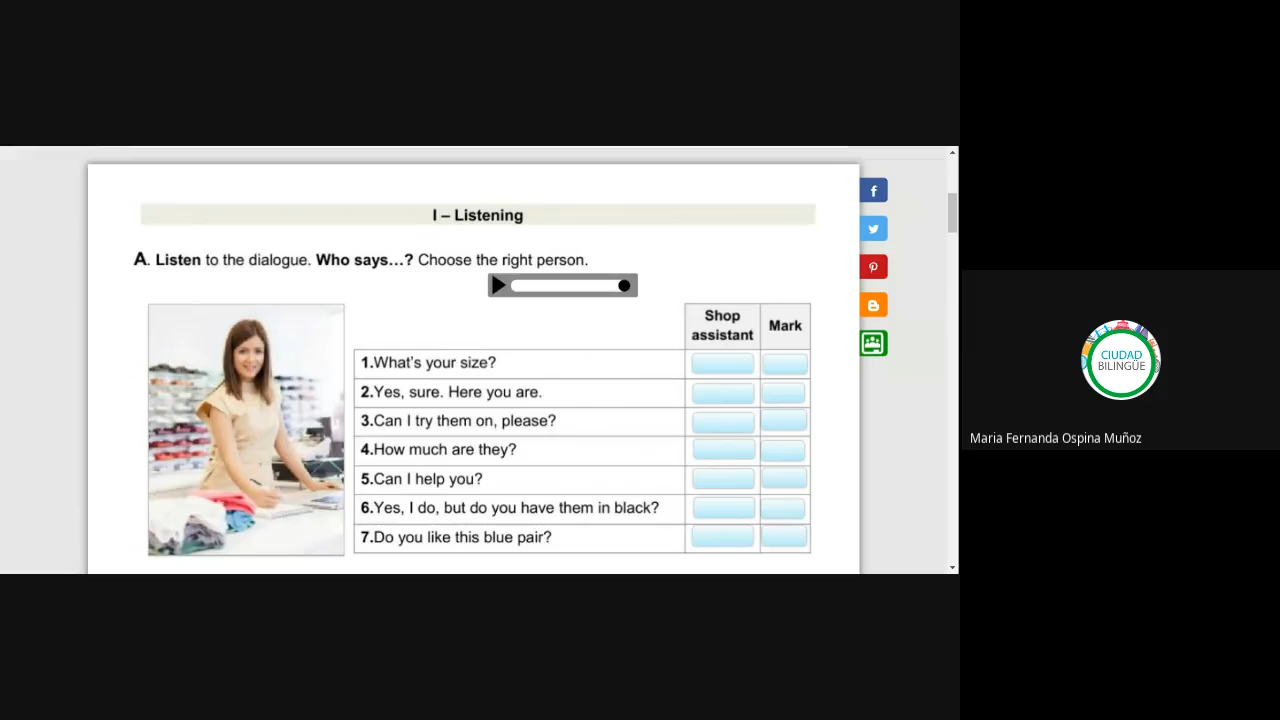 I – Listening
A. Listen to the dialogue. Who says…? Choose the right person.
Shop assistant
Mark
1.What's your size?
2.Yes, sure. Here you are.
3.Can I try them on, please?
4.How much are they?
5.Can I help you?
6.Yes, I do, but do you have them in black?
7.Do you like this blue pair?
CIUDAD
BILINGÜE
Maria Fernanda Ospina Muñoz